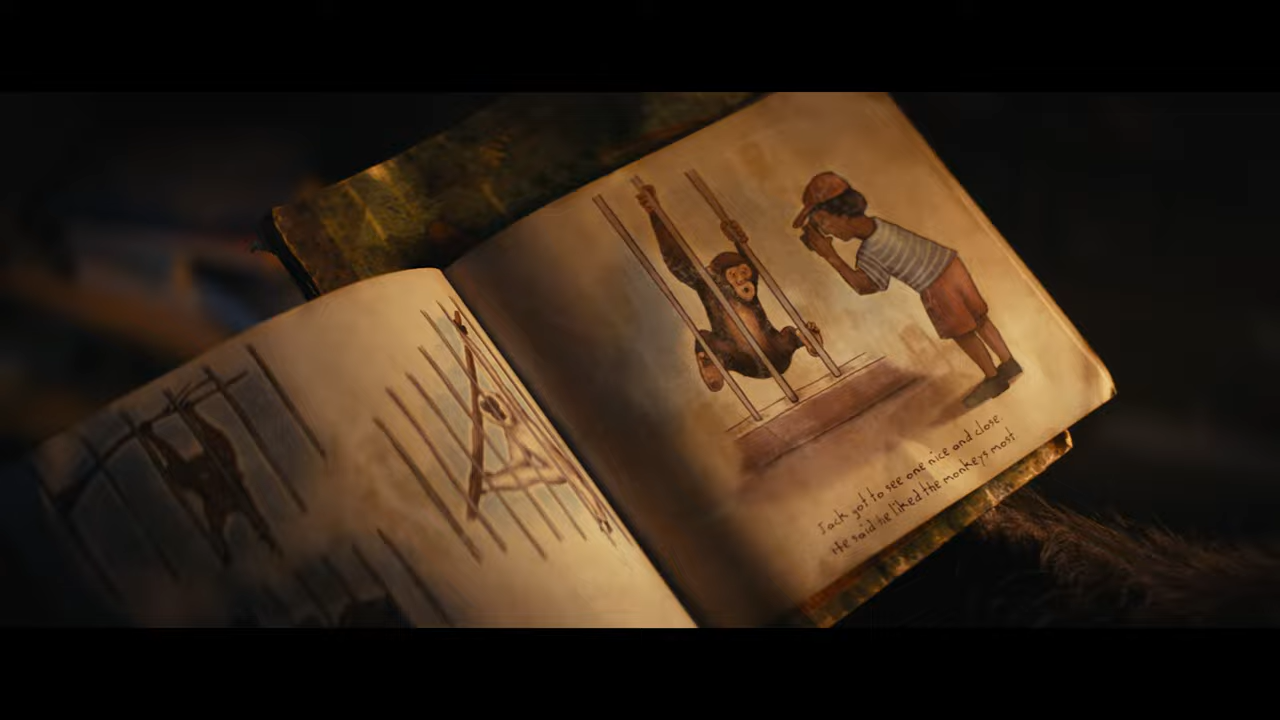 Jack got to see one nice and close.
He said he liked the monkeys most.